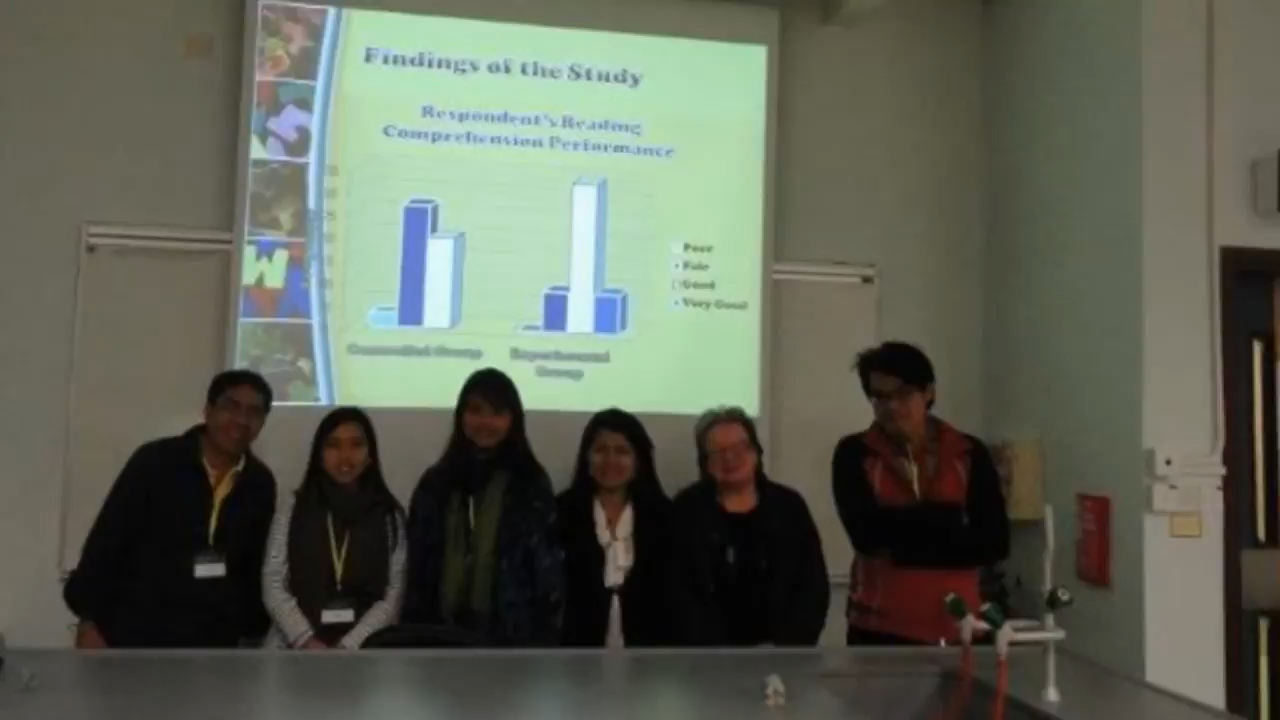 Findings of the Study
Respondent's Reading
Comprehension Performance
Poor
Fair
Good
Very Good
Controlled Group
Experimental
Group